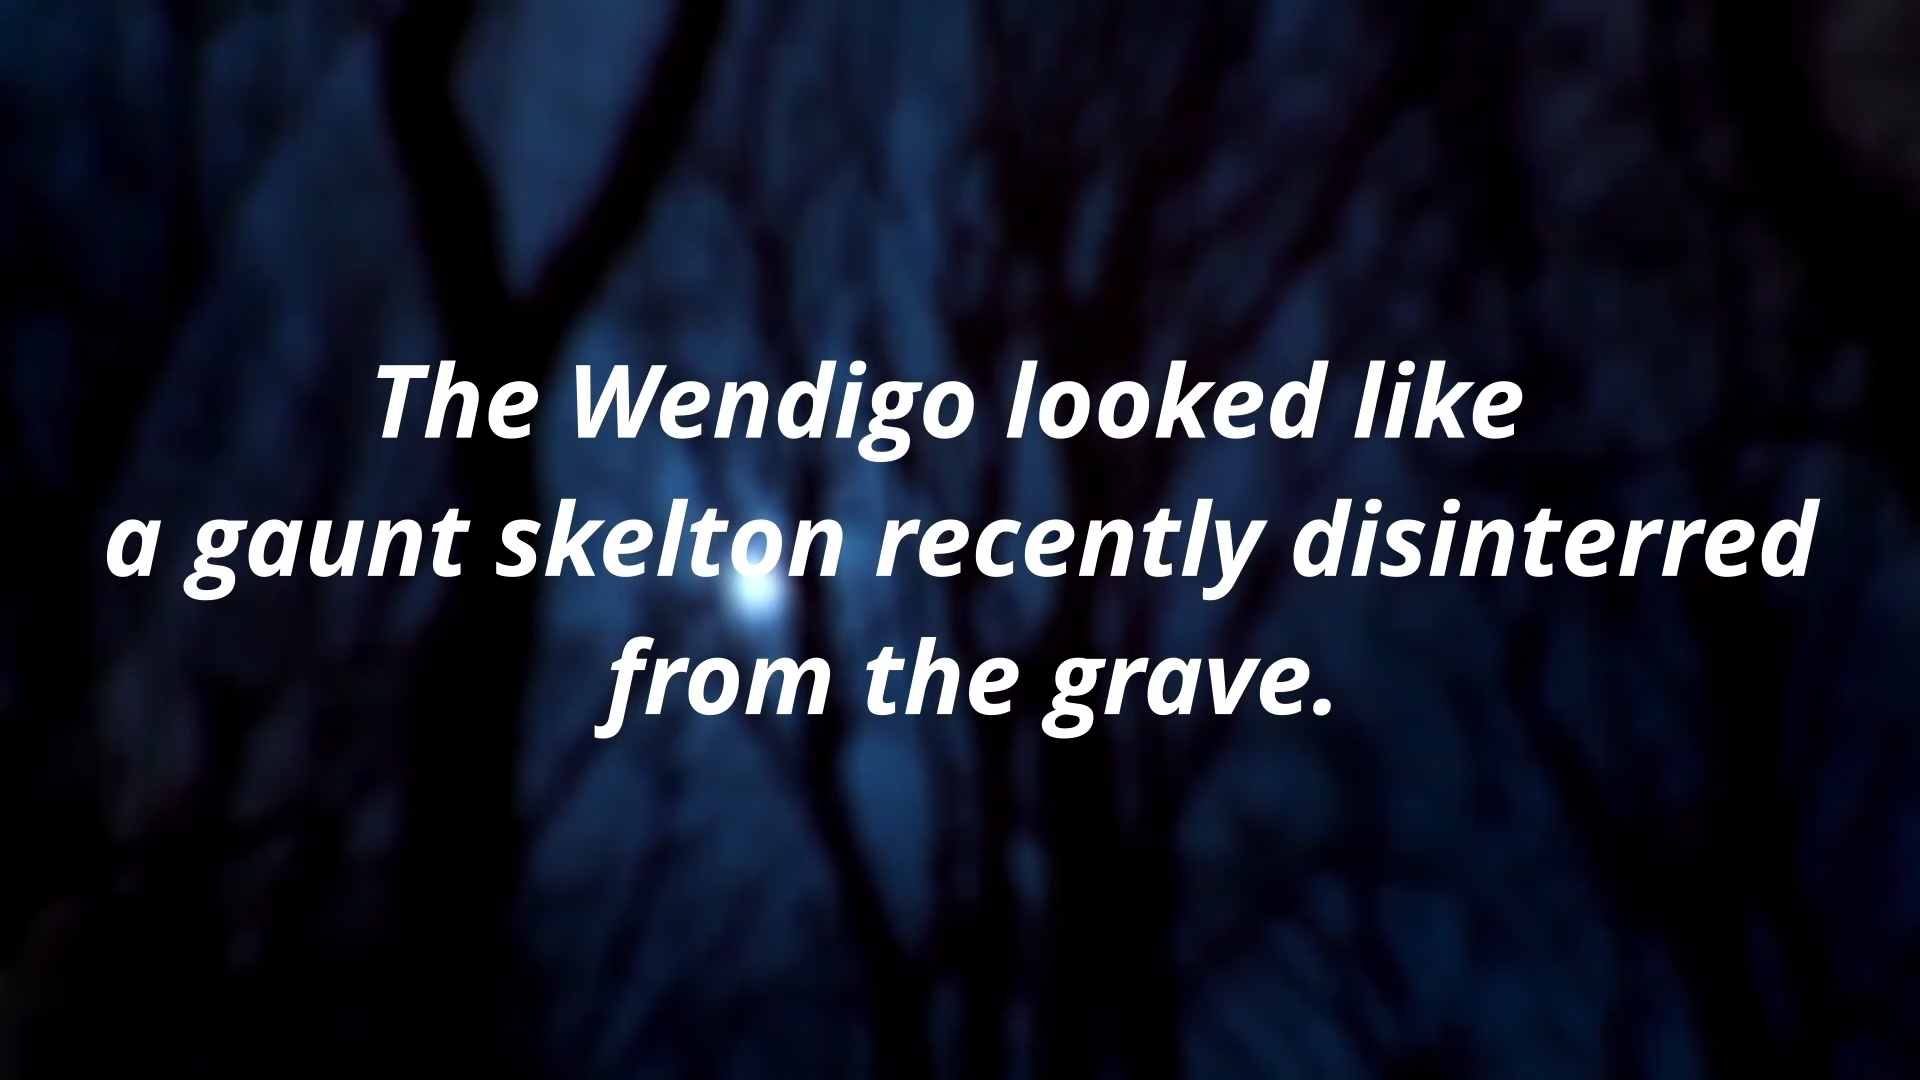 The Wendigo looked like
a gaunt skelton recently disinterred
from the grave.